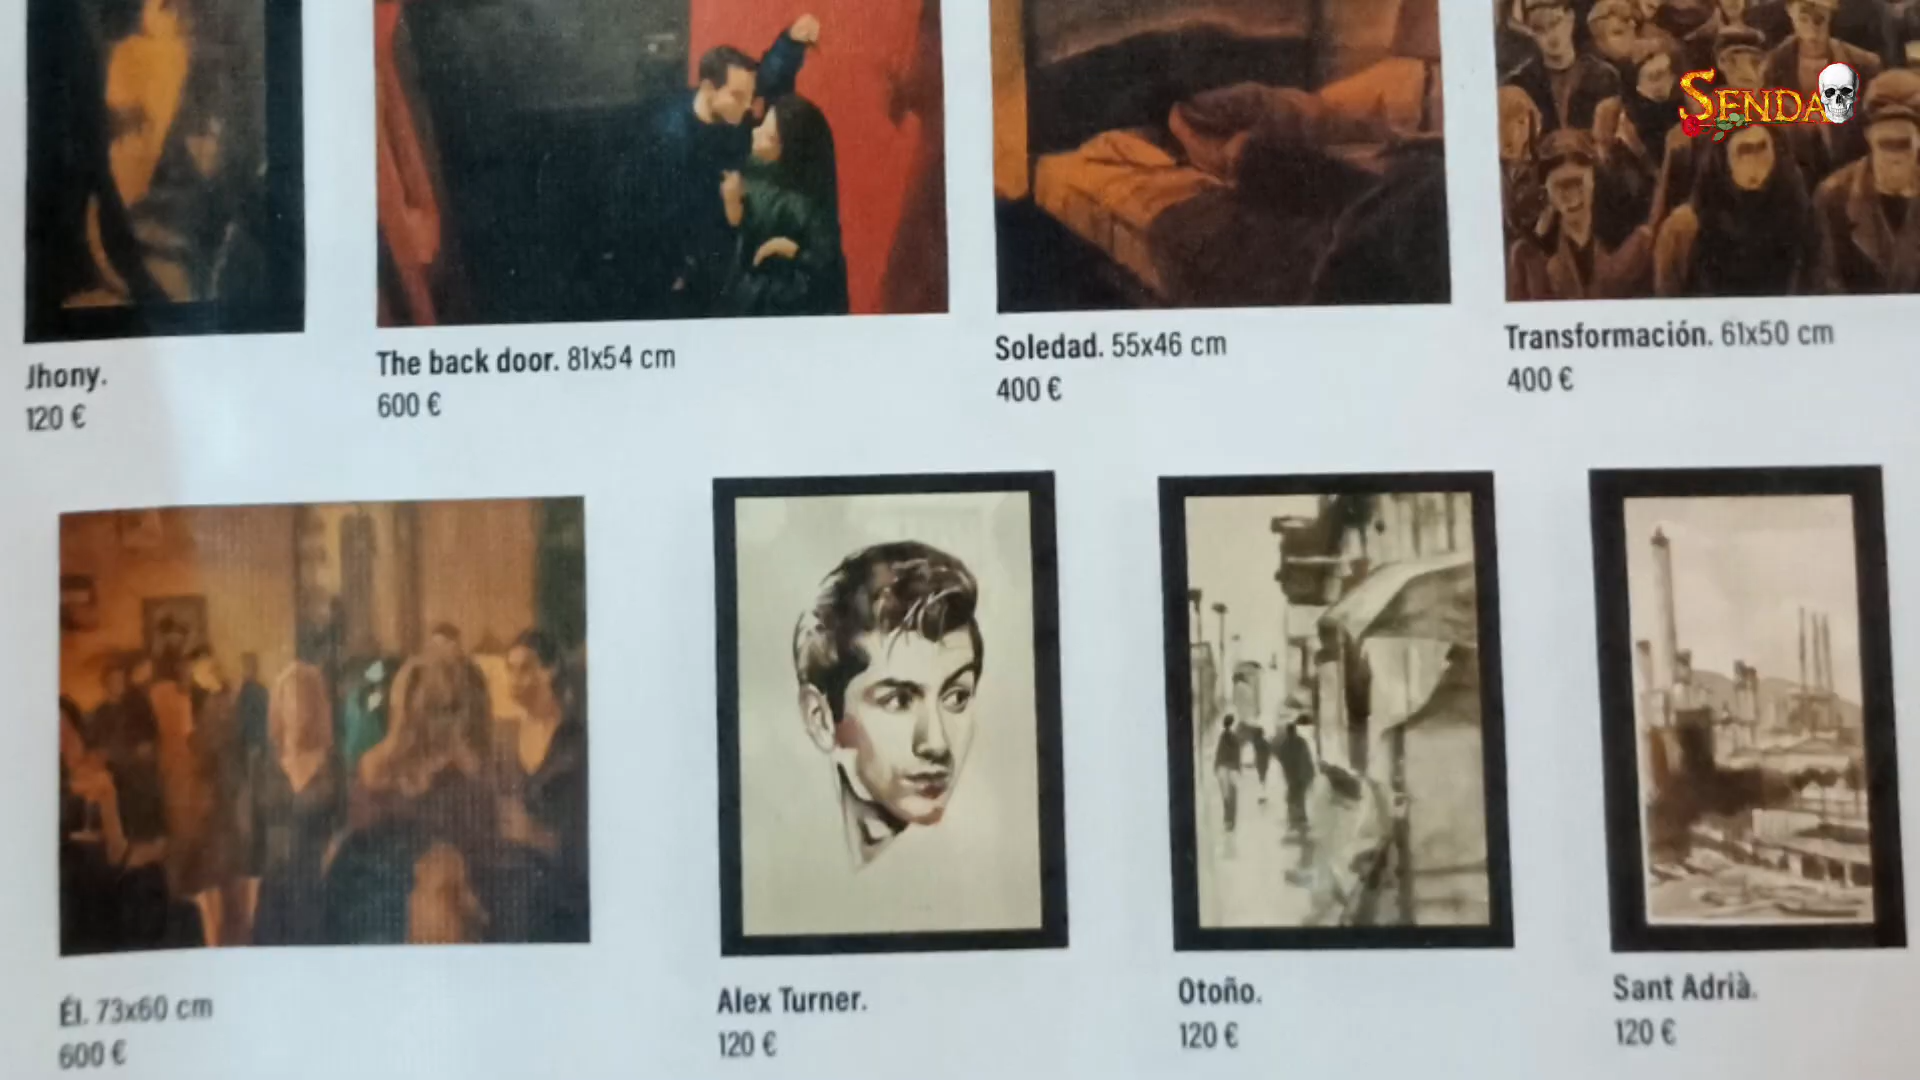 SENDA
Jhony.
120 €
The back door. 81x54 cm
600 €
Soledad. 55x46 cm
400 €
Transformación. 61x50 cm
400 €
Él. 73x60 cm
600 €
Alex Turner.
120 €
Otoño.
120 €
Sant Adrià.
120 €